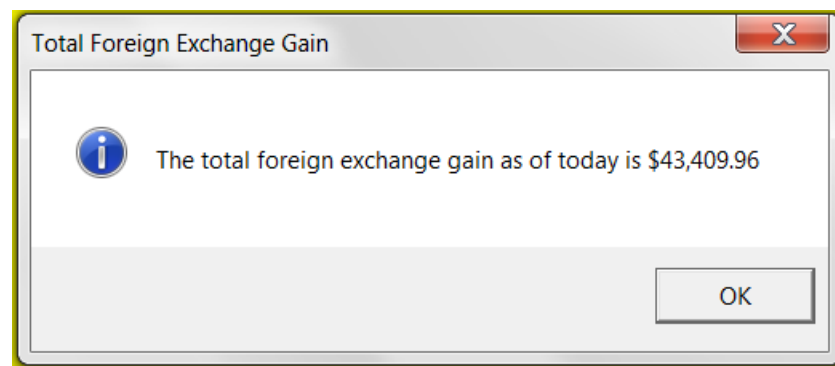 Total Foreign Exchange Gain
The total foreign exchange gain as of today is $43,409.96
OK